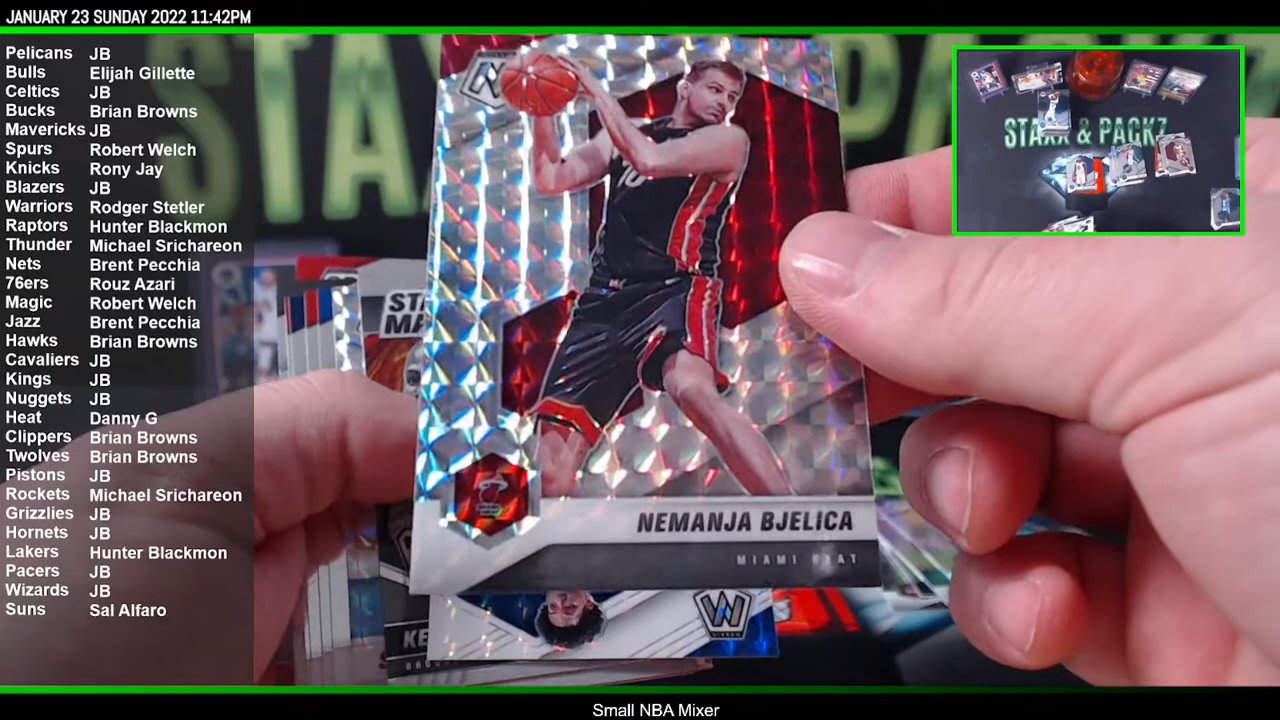 JANUARY 23 SUNDAY 2022 11:42PM
Pelicans JB
Bulls Elijah Gillette
Celtics JB
Bucks Brian Browns
Mavericks JB
Spurs Robert Welch
Knicks Rony Jay
Blazers JB
Warriors Rodger Stetler
Raptors Hunter Blackmon
Thunder Michael Srichareon
Nets Brent Pecchia
76ers Rouz Azari
Magic Robert Welch
Jazz Brent Pecchia
Hawks Brian Browns
Cavaliers JB
Kings JB
Nuggets JB
Heat Danny G
Clippers Brian Browns
Twolves Brian Browns
Pistons JB
Rockets Michael Srichareon
Grizzlies JB
Hornets JB
Lakers Hunter Blackmon
Pacers JB
Wizards JB
Suns Sal Alfaro
STAXX & PACKZ
10
NEMANJA BJELICA
MIAMI HEAT
Small NBA Mixer